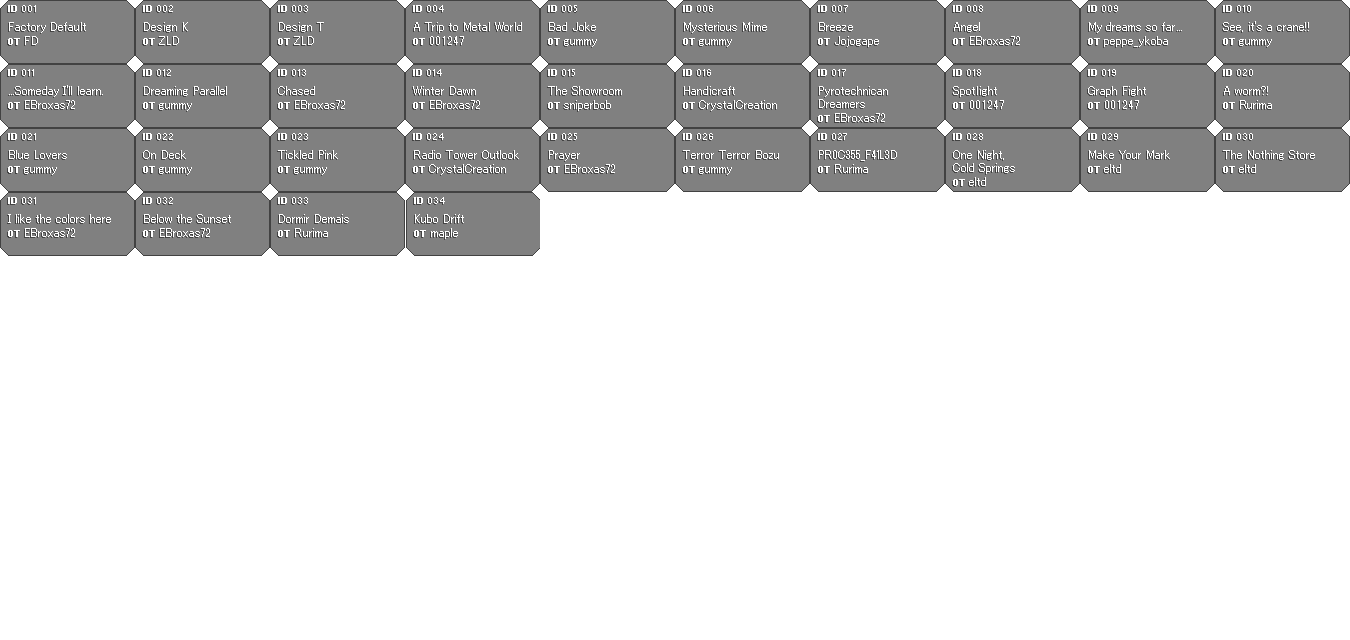 ID 001
Factory Default
OT FD
ID 002
Design K
OT ZLD
ID 003
Design T
OT ZLD
ID 004
A Trip to Metal World
OT 001247
ID 005
Bad Joke
OT gummy
ID 006
Mysterious Mime
OT gummy
ID 007
Breeze
OT Jojogape
ID 008
Angel
OT EBroxas72
ID 009
My dreams so far...
OT peppe_ykoba
ID 010
See, it's a crane!!
OT gummy
ID 011
...Someday I'll learn.
OT EBroxas72
ID 012
Dreaming Parallel
OT gummy
ID 013
Chased
OT EBroxas72
ID 014
Winter Dawn
OT EBroxas72
ID 015
The Showroom
OT sniperbob
ID 016
Handicraft
OT CrystalCreation
ID 017
Pyrotechnican
Dreamers
OT EBroxas72
ID 018
Spotlight
OT 001247
ID 019
Graph Fight
OT 001247
ID 020
A worm?!
OT Rurima
ID 021
Blue Lovers
OT gummy
ID 022
On Deck
OT gummy
ID 023
Tickled Pink
OT gummy
ID 024
Radio Tower Outlook
OT CrystalCreation
ID 025
Prayer
OT EBroxas72
ID 026
Terror Terror Bozu
OT gummy
ID 027
PR0C355_F41L3D
OT Rurima
ID 028
One Night,
Cold Springs
OT eltd
ID 029
Make Your Mark
OT eltd
ID 030
The Nothing Store
OT eltd
ID 031
I like the colors here
OT EBroxas72
ID 032
Below the Sunset
OT EBroxas72
ID 033
Dormir Demais
OT Rurima
ID 034
Kubo Drift
OT maple